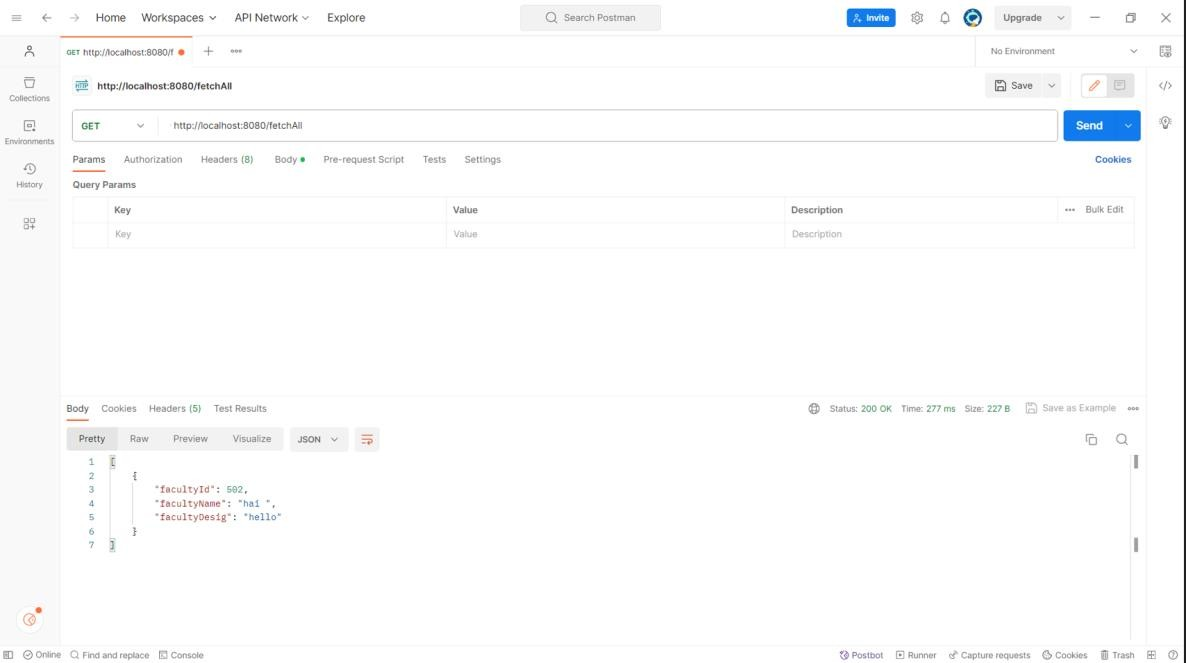 Home Workspaces API Network Explore Search Postman Invite Upgrade
GET http://localhost:8080/f No Environment
HTTP http://localhost:8080/fetchAll Save
Collections
GET http://localhost:8080/fetchAll Send
Environments
Params Authorization Headers (8) Body Pre-request Script Tests Settings Cookies
History
Query Params
Key Value Description Bulk Edit
Key Value Description
Body Cookies Headers (5) Test Results Status: 200 OK Time: 277 ms Size: 227 B Save as Example
Pretty Raw Preview Visualize JSON
1 [
2 {
3 "facultyId": 502,
4 "facultyName": "hai ",
5 "facultyDesig": "hello"
6 }
7 ]
Online Find and replace Console Postbot Runner Capture requests Cookies Trash